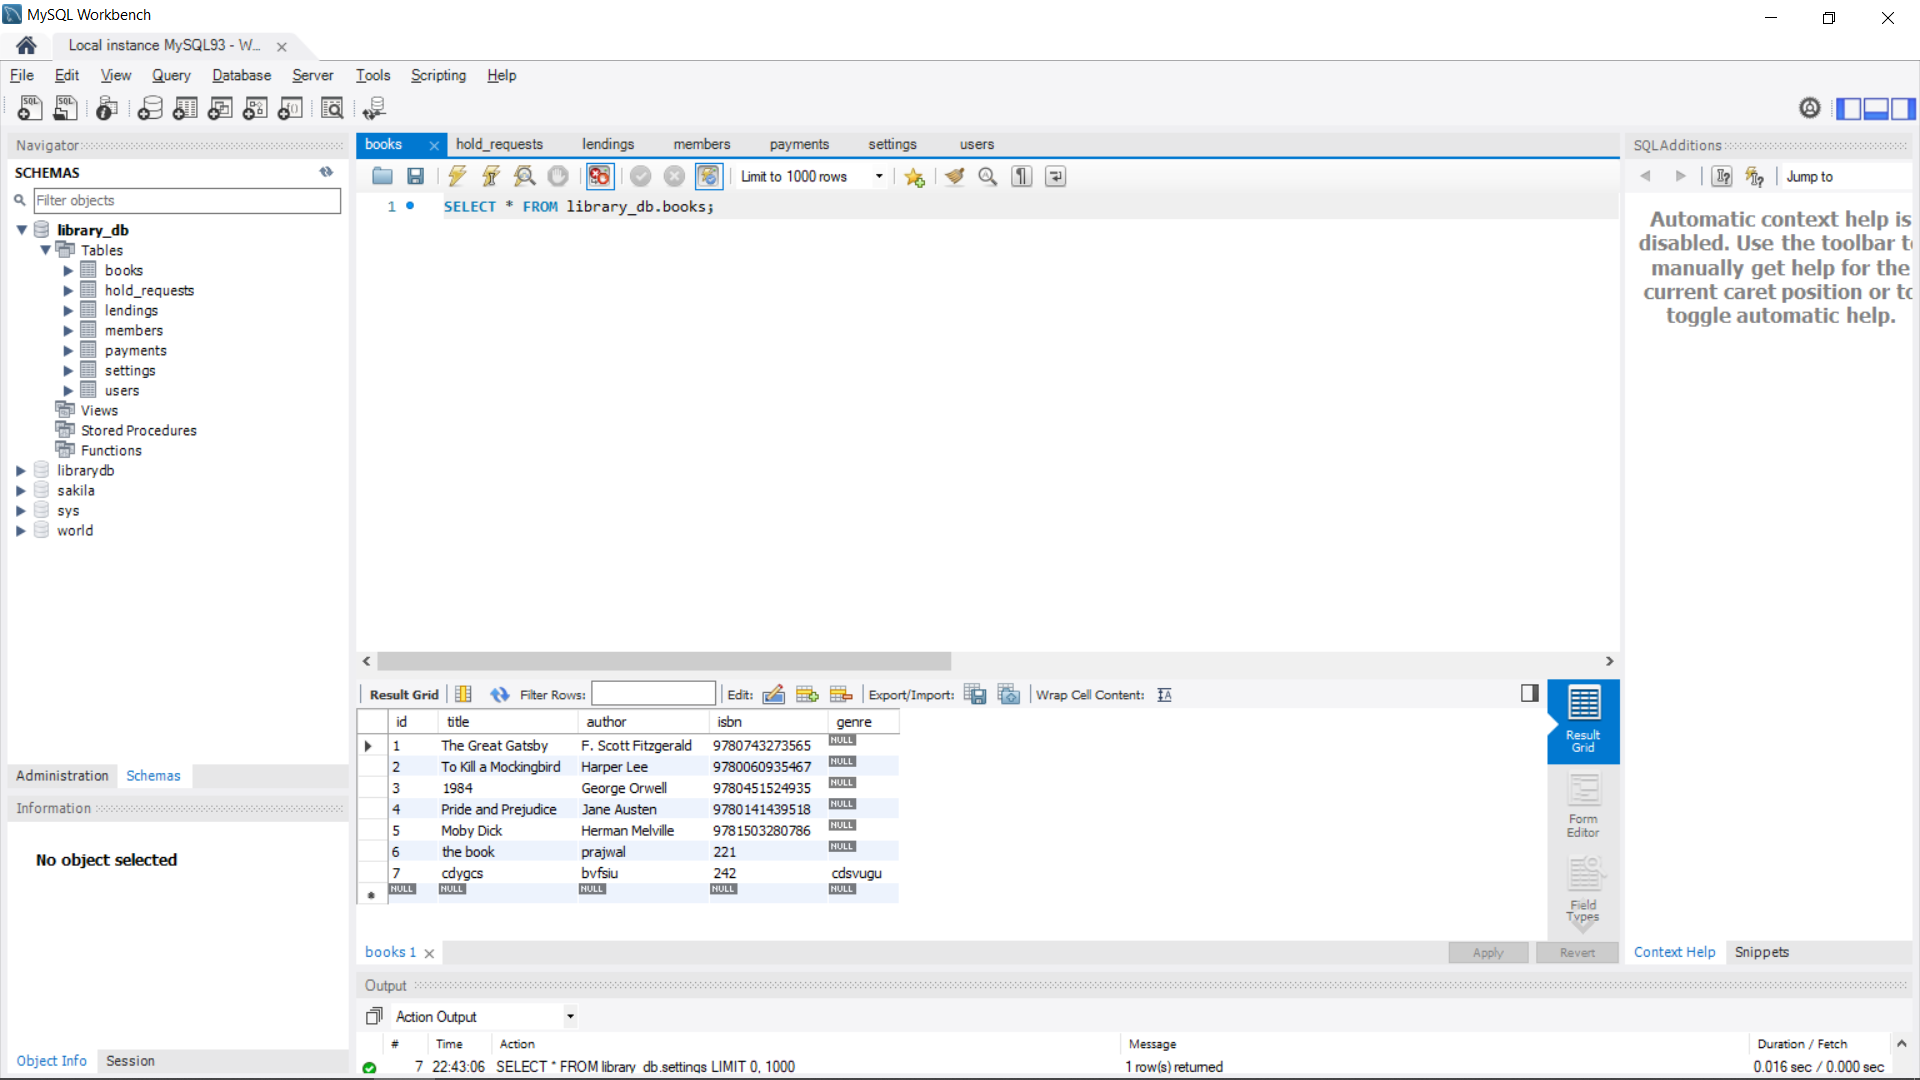 MySQL Workbench
Local instance MySQL93 - W...
File Edit View Query Database Server Tools Scripting Help
Navigator
SCHEMAS
Filter objects
library_db
Tables
books
hold_requests
lendings
members
payments
settings
users
Views
Stored Procedures
Functions
librarydb
sakila
sys
world
Administration Schemas
Information
No object selected
Object Info Session
books hold_requests lendings members payments settings users
Limit to 1000 rows
1 SELECT * FROM library_db.books;
Result Grid Filter Rows: Edit: Export/Import: Wrap Cell Content:
id title author isbn genre
1 The Great Gatsby F. Scott Fitzgerald 9780743273565 NULL
2 To Kill a Mockingbird Harper Lee 9780060935467 NULL
3 1984 George Orwell 9780451524935 NULL
4 Pride and Prejudice Jane Austen 9780141439518 NULL
5 Moby Dick Herman Melville 9781503280786 NULL
6 the book prajwal 221 NULL
7 cdygcs bvfsiu 242 cdsvugu
NULL NULL NULL NULL NULL
Result
Grid
Form
Editor
Field
Types
books 1 Apply Revert
Output
Action Output
# Time Action Message Duration / Fetch
7 22:43:06 SELECT * FROM library_db.settings LIMIT 0, 1000 1 row(s) returned 0.016 sec / 0.000 sec
SQLAdditions
Jump to
Automatic context help is
disabled. Use the toolbar to
manually get help for the
current caret position or to
toggle automatic help.
Context Help Snippets